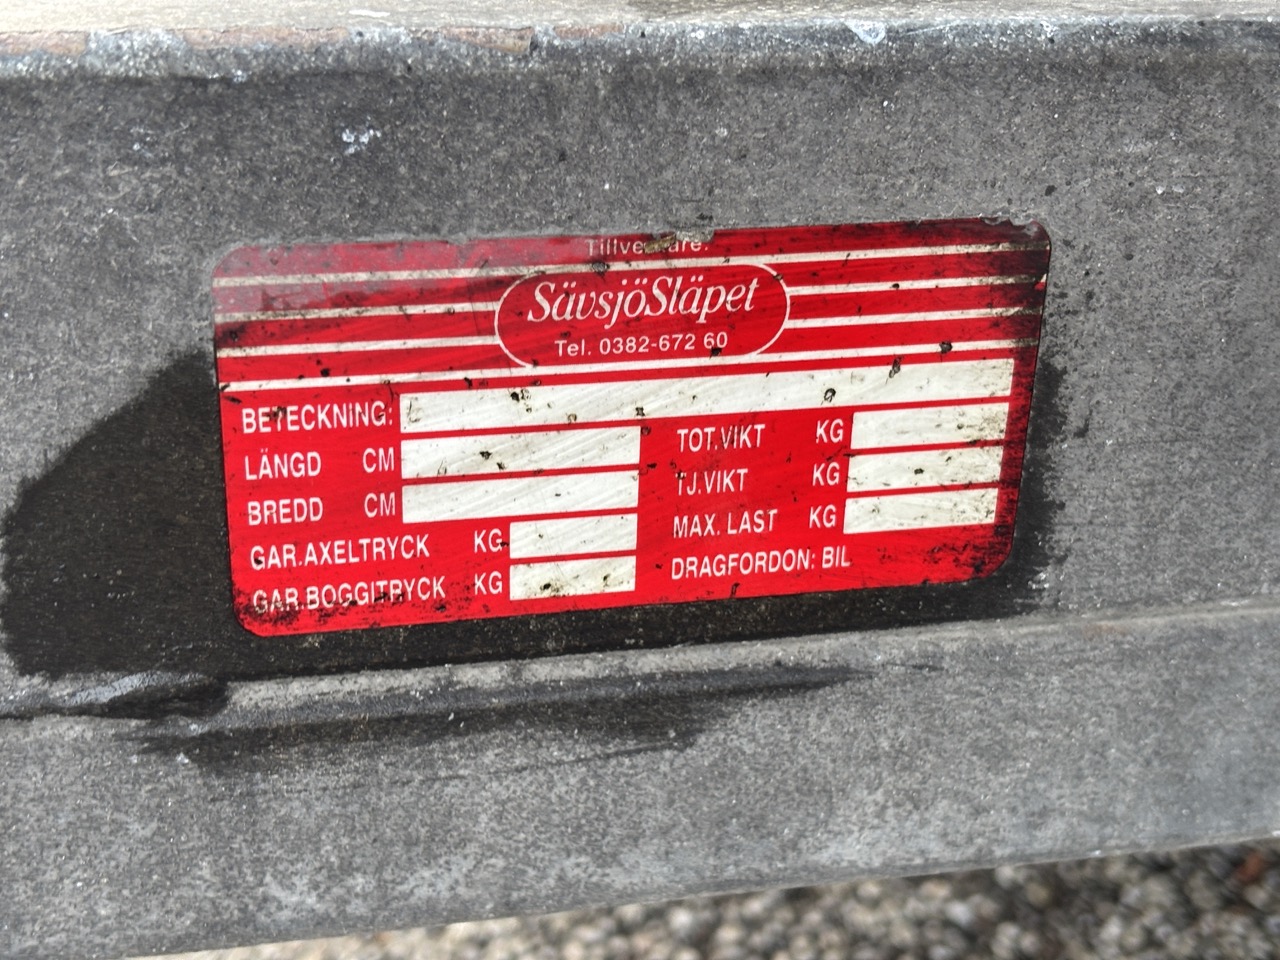 Tillverkare:
SävsjöSläpet
Tel. 0382-672 60
BETECKNING:
LÄNGD CM
BREDD CM
GAR.AXELTRYCK KG
GAR.BOGGITRYCK KG
TOT.VIKT KG
TJ.VIKT KG
MAX. LAST KG
DRAGFORDON: BIL